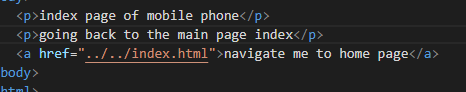 <p>index page of mobile phone</p>
<p>going back to the main page index</p>
<a href="../../index.html">navigate me to home page</a>
body>
html>